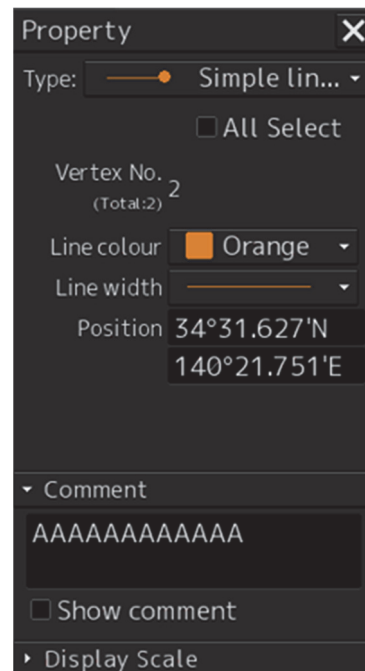 Property
Type: Simple lin...
All Select
Vertex No. 2
(Total:2)
Line colour Orange
Line width
Position 34°31.627'N
140°21.751'E
Comment
AAAAAAAAAAAA
Show comment
Display Scale